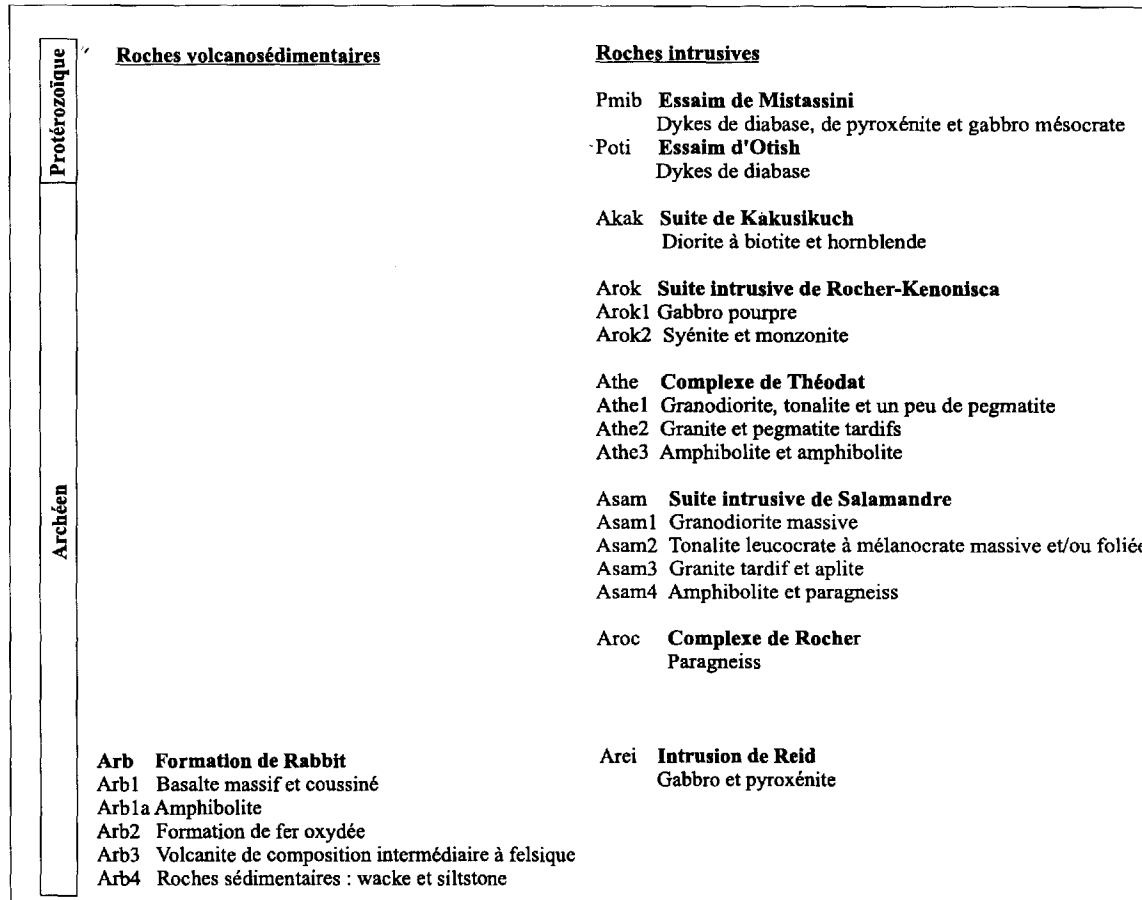 Protérozoïque
Roches volcanosédimentaires
Roches intrusives
Pmib Essaim de Mistassini
Dykes de diabase, de pyroxénite et gabbro mésocrate
Poti Essaim d'Otish
Dykes de diabase
Akak Suite de Kakusikuch
Diorite à biotite et hornblende
Arok Suite intrusive de Rocher-Kenonisca
Arok1 Gabbro pourpre
Arok2 Syénite et monzonite
Athe Complexe de Théodat
Athe1 Granodiorite, tonalite et un peu de pegmatite
Athe2 Granite et pegmatite tardifs
Athe3 Amphibolite et amphibolite
Archéen
Asam Suite intrusive de Salamandre
Asam1 Granodiorite massive
Asam2 Tonalite leucocrate à mélanocrate massive et/ou foliée
Asam3 Granite tardif et aplite
Asam4 Amphibolite et paragneiss
Aroc Complexe de Rocher
Paragneiss
Arb Formation de Rabbit
Arb1 Basalte massif et coussiné
Arb1a Amphibolite
Arb2 Formation de fer oxydée
Arb3 Volcanite de composition intermédiaire à felsique
Arb4 Roches sédimentaires : wacke et siltstone
Arei Intrusion de Reid
Gabbro et pyroxénite